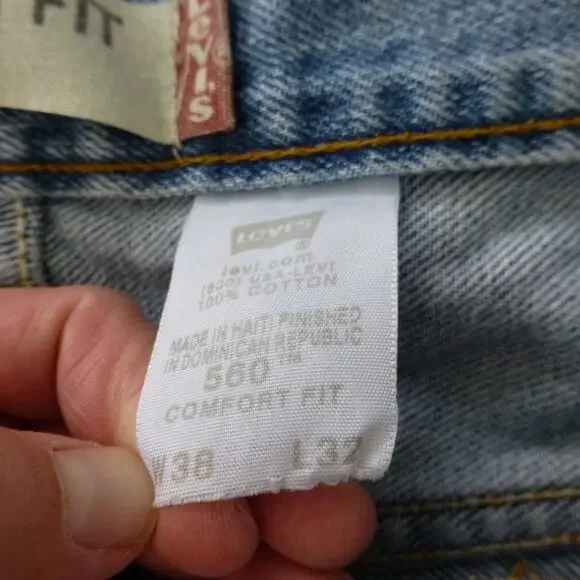 FIT
Levi's
LEVI'S ®
levi.com
(800) USA-LEVI
100% COTTON
MADE IN HAITI FINISHED
IN DOMINICAN REPUBLIC
560™
COMFORT FIT
W38 L32